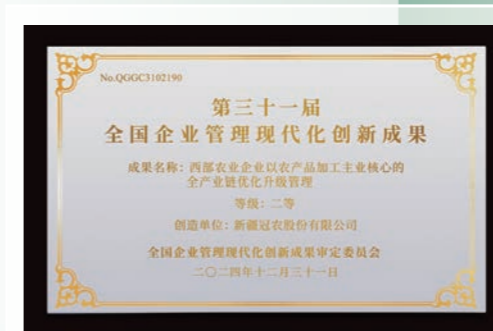 No.QGGC3102190
第三十一届
全国企业管理现代化创新成果
成果名称：西部农业企业以农产品加工主业核心的
全产业链优化升级管理
等级：二等
创造单位：新疆冠农股份有限公司
全国企业管理现代化创新成果审定委员会
二〇二四年十二月三十一日